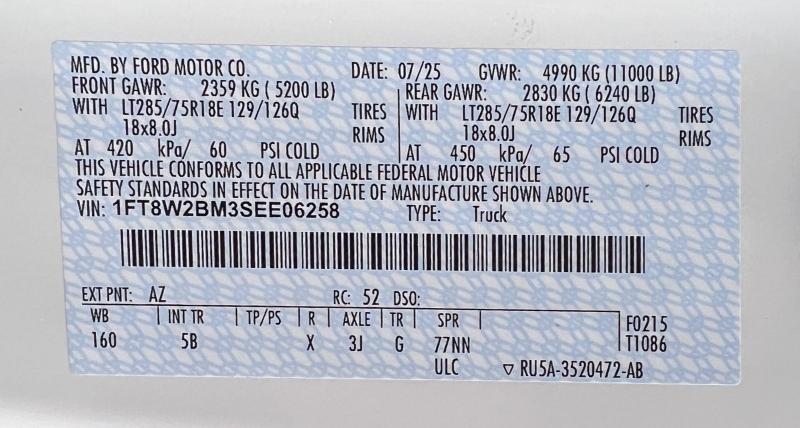 MFD. BY FORD MOTOR CO. DATE: 07/25 GVWR: 4990 KG (11000 LB)
FRONT GAWR: 2359 KG ( 5200 LB) REAR GAWR: 2830 KG ( 6240 LB)
WITH LT285/75R18E 129/126Q TIRES WITH LT285/75R18E 129/126Q TIRES
18x8.0J RIMS 18x8.0J RIMS
AT 420 kPa/ 60 PSI COLD AT 450 kPa/ 65 PSI COLD
THIS VEHICLE CONFORMS TO ALL APPLICABLE FEDERAL MOTOR VEHICLE
SAFETY STANDARDS IN EFFECT ON THE DATE OF MANUFACTURE SHOWN ABOVE.
VIN: 1FT8W2BM3SEE06258 TYPE: Truck
EXT PNT: AZ RC: 52 DSO:
WB INT TR TP/PS R AXLE TR SPR F0215
160 5B X 3J G 77NN T1086
ULC ▽ RU5A-3520472-AB